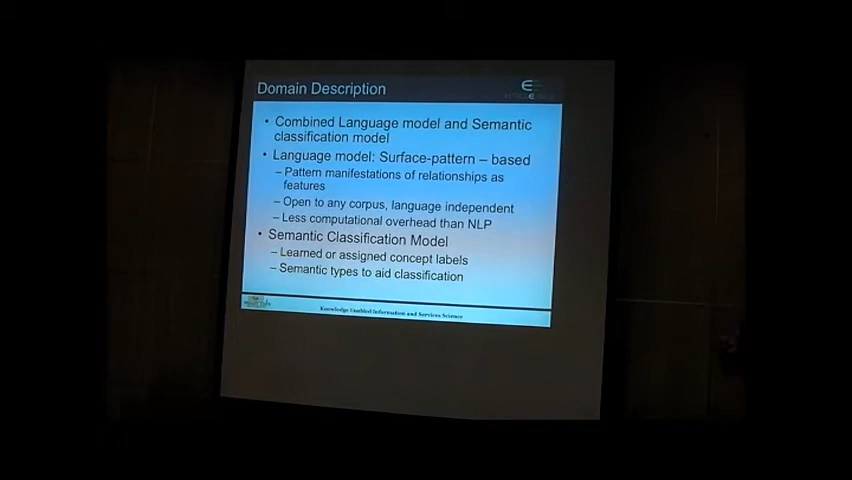 Domain Description
• Combined Language model and Semantic
classification model
• Language model: Surface-pattern – based
– Pattern manifestations of relationships as
features
– Open to any corpus, language independent
– Less computational overhead than NLP
• Semantic Classification Model
– Learned or assigned concept labels
– Semantic types to aid classification
Knowledge Enabled Information and Services Science